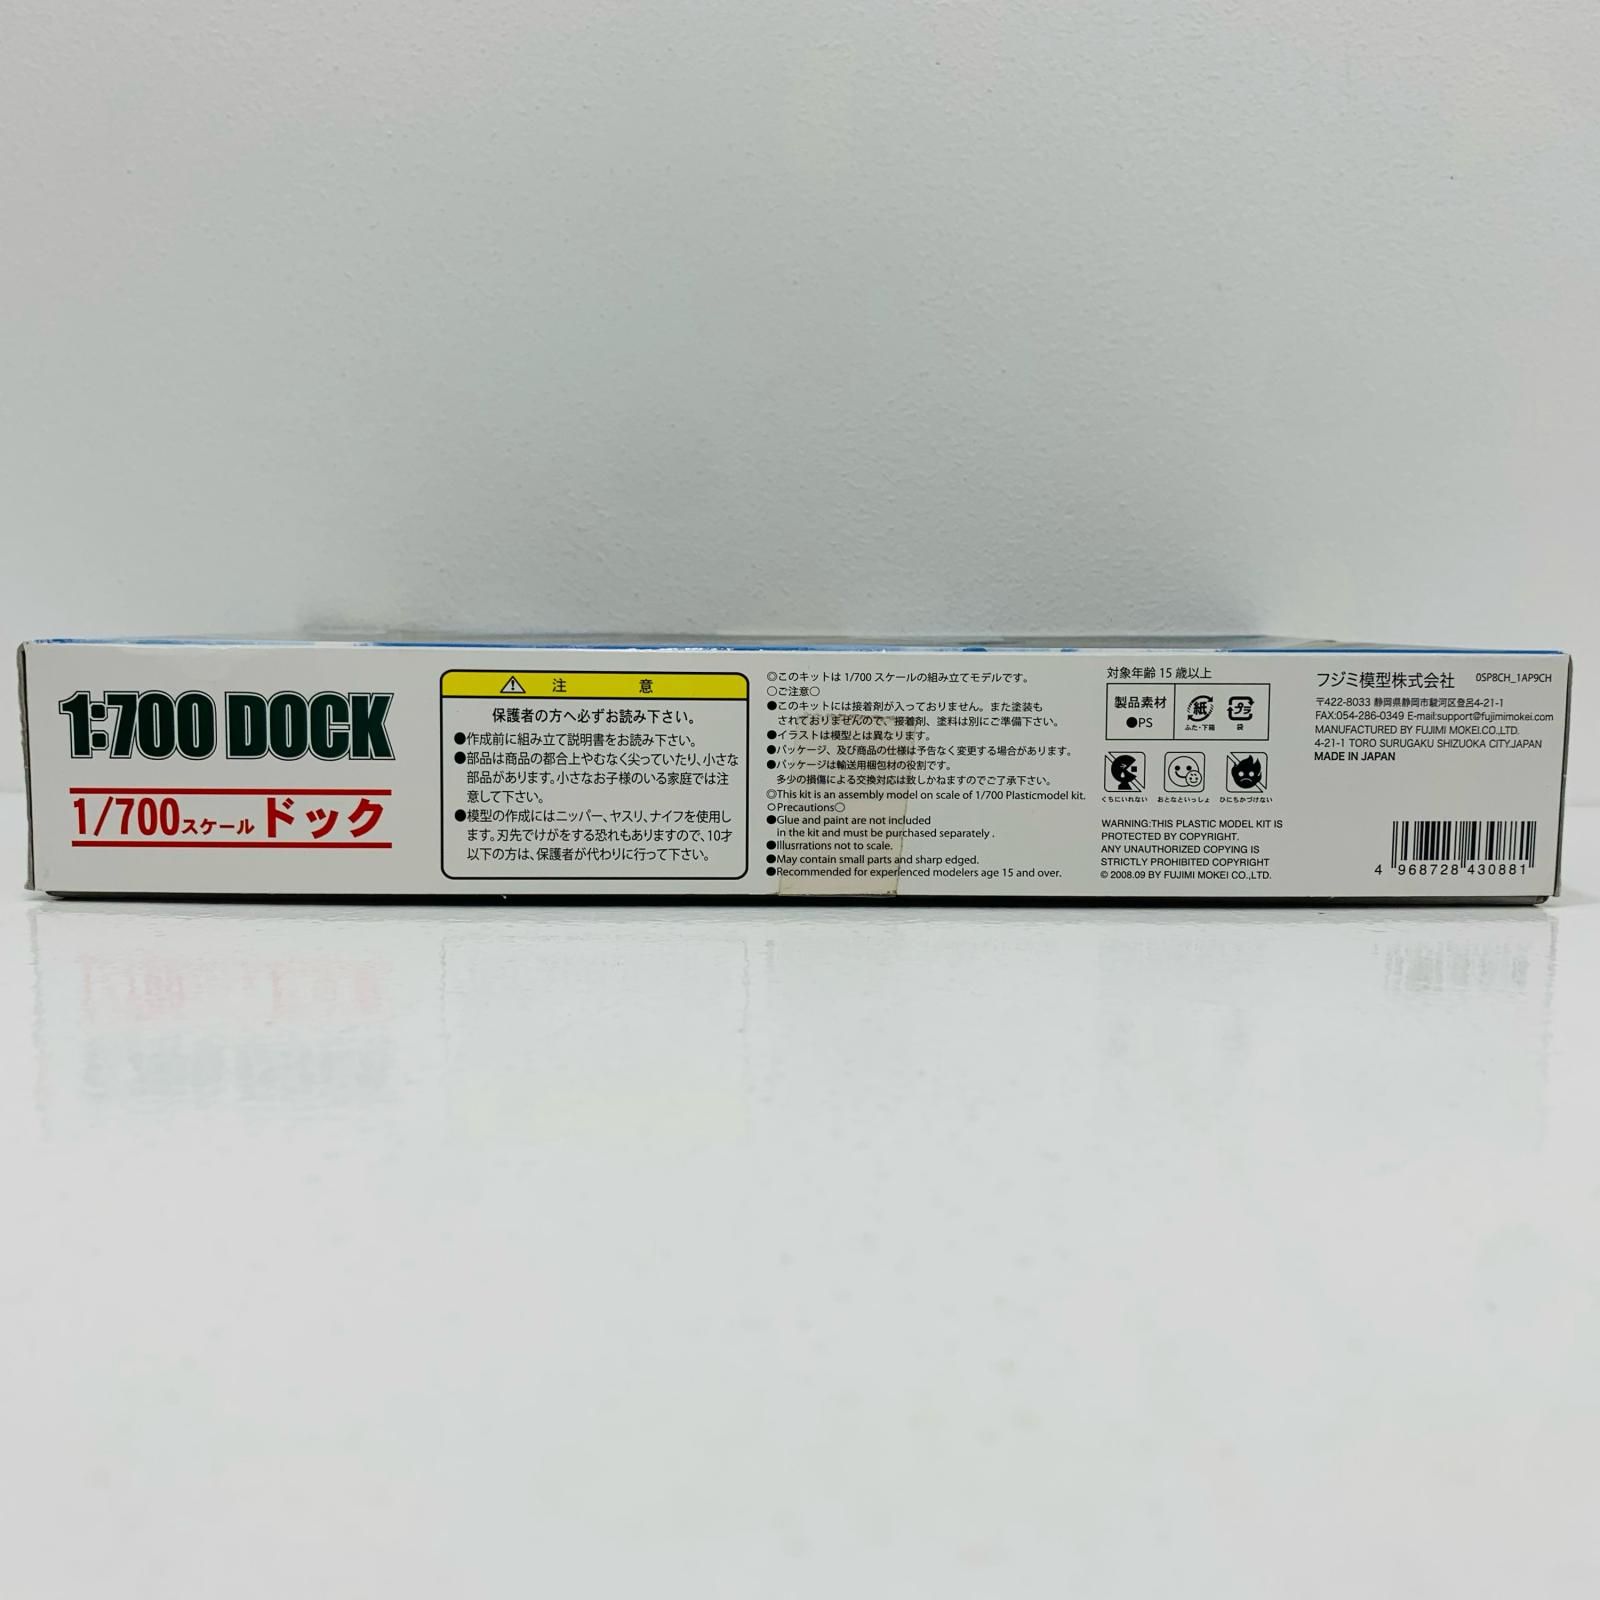 1:700 DOCK
1/700スケール ドック
注 意
保護者の方へ必ずお読み下さい。
●作成前に組み立て説明書をお読み下さい。
●部品は商品の都合上やむなく尖っていたり、小さな
部品があります。小さなお子様のいる家庭では注
意して下さい。
●模型の作成にはニッパー、ヤスリ、ナイフを使用し
ます。刃先でけがをする恐れもありますので、10才
以下の方は、保護者が代わりに行って下さい。
◎このキットは 1/700 スケールの組み立てモデルです。
○ご注意○
●このキットには接着剤が入っておりません。また塗装も
されておりませんので、接着剤、塗料は別にご準備下さい。
●イラストは模型とは異なります。
●パッケージ、及び商品の仕様は予告なく変更する場合があります。
●パッケージは輸送用梱包材の役割です。
多少の損傷による交換対応は致しかねますのでご了承下さい。
◎This kit is an assembly model on scale of 1/700 Plasticmodel kit.
○Precautions○
●Glue and paint are not included
in the kit and must be purchased separately .
●Illusrrations not to scale.
●May contain small parts and sharp edged.
●Recommended for experienced modelers age 15 and over.
対象年齢 15 歳以上
製品素材
●PS
紙
ふた・下箱
プラ
袋
くちにいれない
おとなといっしょ
ひにちかづけない
WARNING:THIS PLASTIC MODEL KIT IS
PROTECTED BY COPYRIGHT.
ANY UNAUTHORIZED COPYING IS
STRICTLY PROHIBITED COPYRIGHT
© 2008.09 BY FUJIMI MOKEI CO.,LTD.
フジミ模型株式会社 0SP8CH_1AP9CH
〒422-8033 静岡県静岡市駿河区登呂4-21-1
FAX:054-286-0349 E-mail:support@fujimimokei.com
MANUFACTURED BY FUJIMI MOKEI CO.,LTD.
4-21-1 TORO SURUGAKU SHIZUOKA CITY,JAPAN
MADE IN JAPAN
4 968728 430881